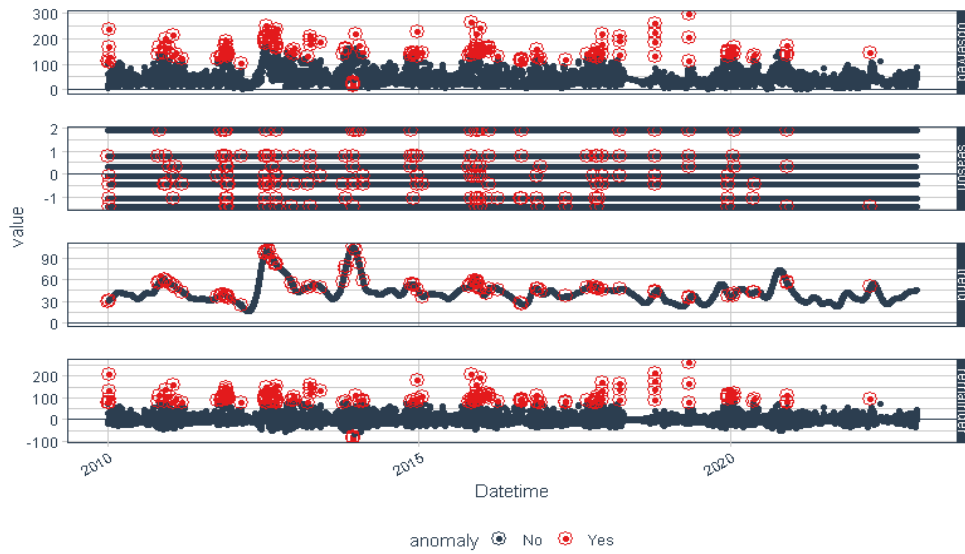 300
200
100
0
observed
2
1
0
-1
season
value
90
60
30
0
trend
200
100
0
-100
remainder
2010
2015
2020
Datetime
anomaly No Yes